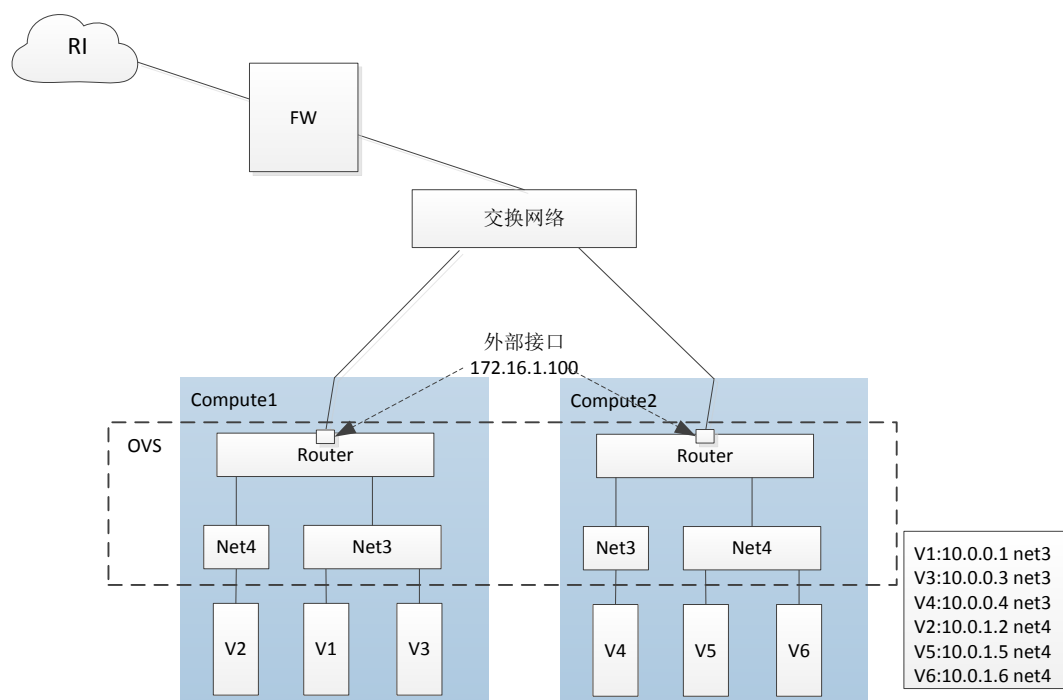 RI
FW
交换网络
外部接口
172.16.1.100
Compute1
Compute2
OVS
Router
Router
Net4
Net3
Net3
Net4
V2
V1
V3
V4
V5
V6
V1:10.0.0.1 net3
V3:10.0.0.3 net3
V4:10.0.0.4 net3
V2:10.0.1.2 net4
V5:10.0.1.5 net4
V6:10.0.1.6 net4